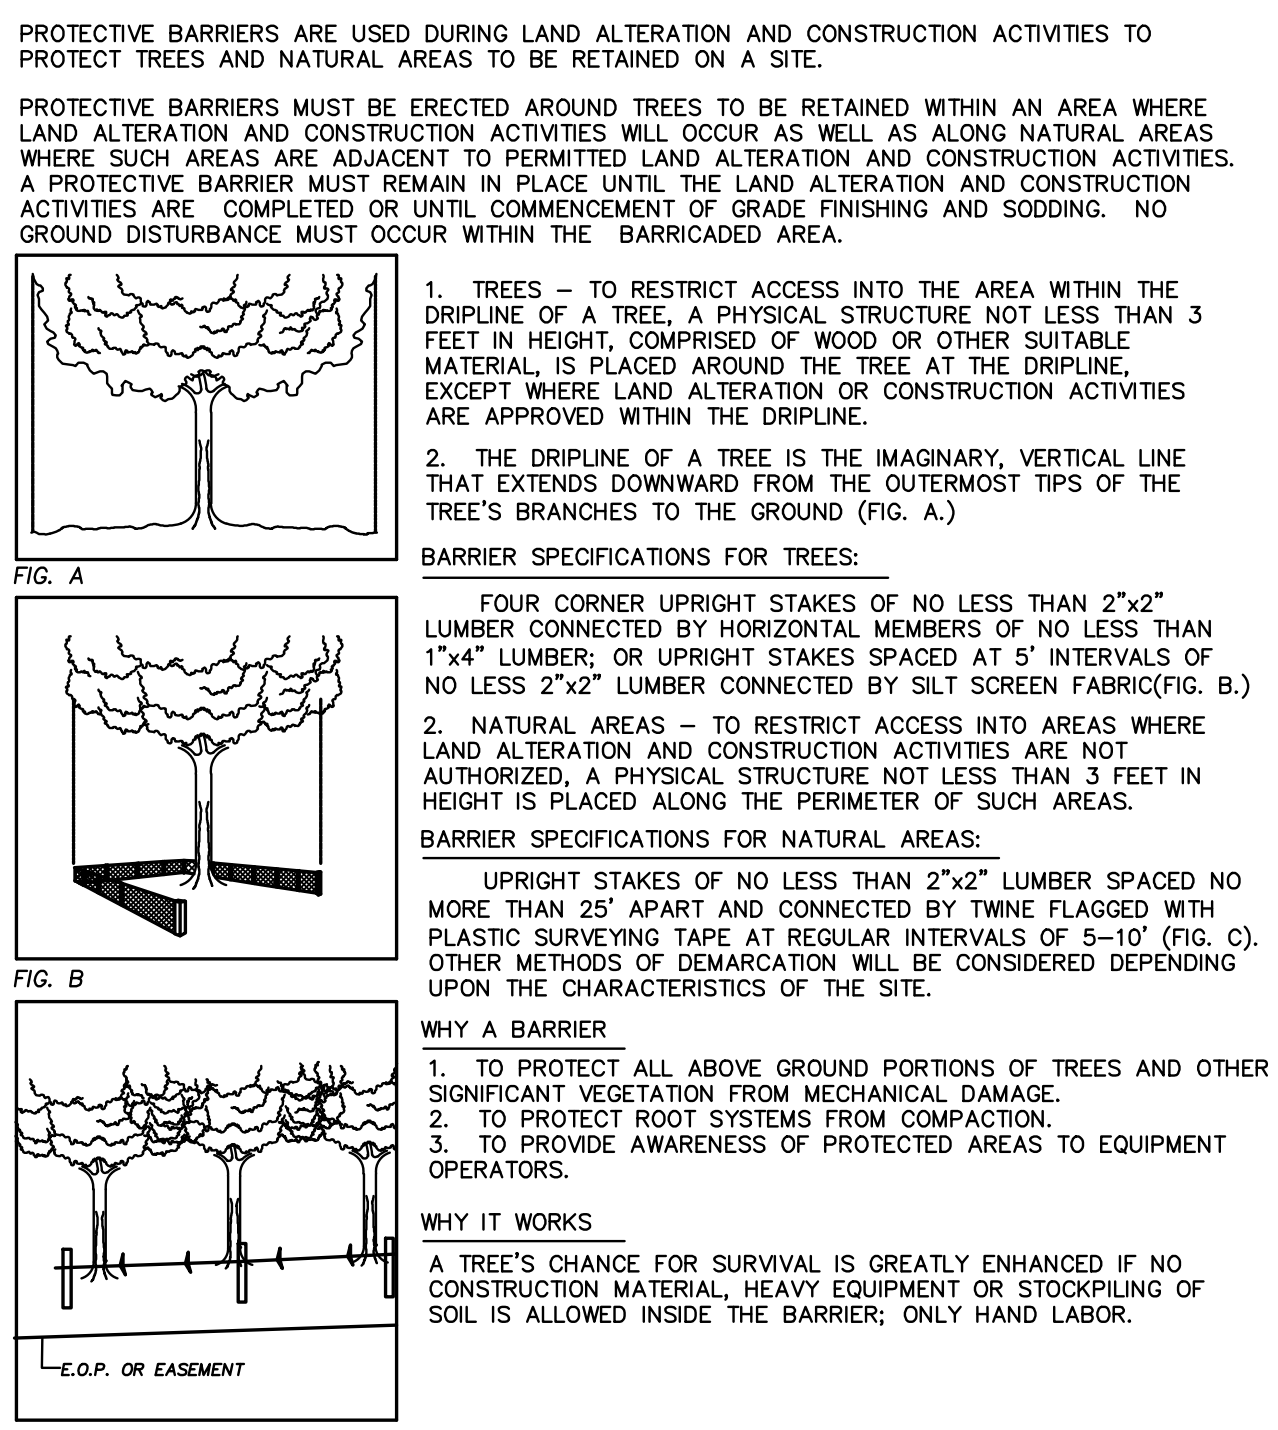 PROTECTIVE BARRIERS ARE USED DURING LAND ALTERATION AND CONSTRUCTION ACTIVITIES TO
PROTECT TREES AND NATURAL AREAS TO BE RETAINED ON A SITE.
PROTECTIVE BARRIERS MUST BE ERECTED AROUND TREES TO BE RETAINED WITHIN AN AREA WHERE
LAND ALTERATION AND CONSTRUCTION ACTIVITIES WILL OCCUR AS WELL AS ALONG NATURAL AREAS
WHERE SUCH AREAS ARE ADJACENT TO PERMITTED LAND ALTERATION AND CONSTRUCTION ACTIVITIES.
A PROTECTIVE BARRIER MUST REMAIN IN PLACE UNTIL THE LAND ALTERATION AND CONSTRUCTION
ACTIVITIES ARE COMPLETED OR UNTIL COMMENCEMENT OF GRADE FINISHING AND SODDING. NO
GROUND DISTURBANCE MUST OCCUR WITHIN THE BARRICADED AREA.
1. TREES – TO RESTRICT ACCESS INTO THE AREA WITHIN THE
DRIPLINE OF A TREE, A PHYSICAL STRUCTURE NOT LESS THAN 3
FEET IN HEIGHT, COMPRISED OF WOOD OR OTHER SUITABLE
MATERIAL, IS PLACED AROUND THE TREE AT THE DRIPLINE,
EXCEPT WHERE LAND ALTERATION OR CONSTRUCTION ACTIVITIES
ARE APPROVED WITHIN THE DRIPLINE.
2. THE DRIPLINE OF A TREE IS THE IMAGINARY, VERTICAL LINE
THAT EXTENDS DOWNWARD FROM THE OUTERMOST TIPS OF THE
TREE'S BRANCHES TO THE GROUND (FIG. A.)
FIG. A
BARRIER SPECIFICATIONS FOR TREES:
FOUR CORNER UPRIGHT STAKES OF NO LESS THAN 2"x2"
LUMBER CONNECTED BY HORIZONTAL MEMBERS OF NO LESS THAN
1"x4" LUMBER; OR UPRIGHT STAKES SPACED AT 5' INTERVALS OF
NO LESS 2"x2" LUMBER CONNECTED BY SILT SCREEN FABRIC(FIG. B.)
2. NATURAL AREAS – TO RESTRICT ACCESS INTO AREAS WHERE
LAND ALTERATION AND CONSTRUCTION ACTIVITIES ARE NOT
AUTHORIZED, A PHYSICAL STRUCTURE NOT LESS THAN 3 FEET IN
HEIGHT IS PLACED ALONG THE PERIMETER OF SUCH AREAS.
BARRIER SPECIFICATIONS FOR NATURAL AREAS:
UPRIGHT STAKES OF NO LESS THAN 2"x2" LUMBER SPACED NO
MORE THAN 25' APART AND CONNECTED BY TWINE FLAGGED WITH
PLASTIC SURVEYING TAPE AT REGULAR INTERVALS OF 5–10' (FIG. C).
OTHER METHODS OF DEMARCATION WILL BE CONSIDERED DEPENDING
UPON THE CHARACTERISTICS OF THE SITE.
FIG. B
WHY A BARRIER
1. TO PROTECT ALL ABOVE GROUND PORTIONS OF TREES AND OTHER
SIGNIFICANT VEGETATION FROM MECHANICAL DAMAGE.
2. TO PROTECT ROOT SYSTEMS FROM COMPACTION.
3. TO PROVIDE AWARENESS OF PROTECTED AREAS TO EQUIPMENT
OPERATORS.
WHY IT WORKS
A TREE'S CHANCE FOR SURVIVAL IS GREATLY ENHANCED IF NO
CONSTRUCTION MATERIAL, HEAVY EQUIPMENT OR STOCKPILING OF
SOIL IS ALLOWED INSIDE THE BARRIER; ONLY HAND LABOR.
E.O.P. OR EASEMENT